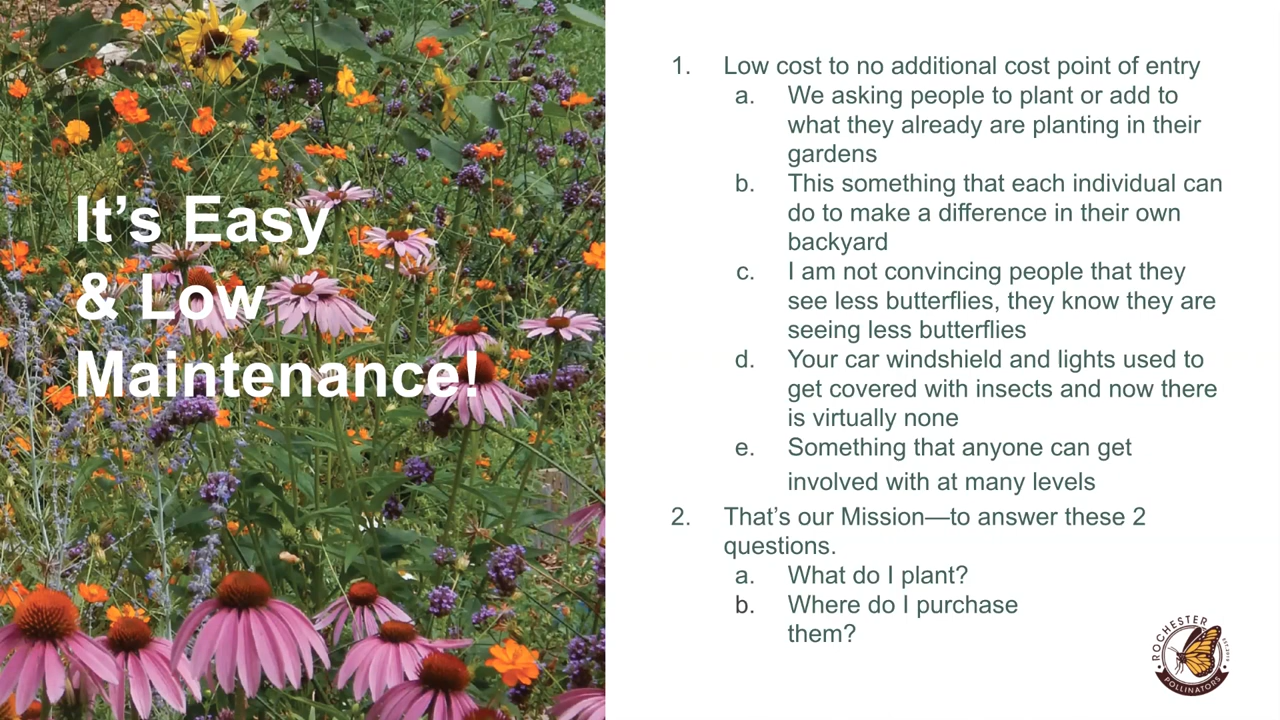 It's Easy
& Low
Maintenance!
1. Low cost to no additional cost point of entry
a. We asking people to plant or add to
what they already are planting in their
gardens
b. This something that each individual can
do to make a difference in their own
backyard
c. I am not convincing people that they
see less butterflies, they know they are
seeing less butterflies
d. Your car windshield and lights used to
get covered with insects and now there
is virtually none
e. Something that anyone can get
involved with at many levels
2. That's our Mission—to answer these 2
questions.
a. What do I plant?
b. Where do I purchase
them?
ROCHESTER
POLLINATORS